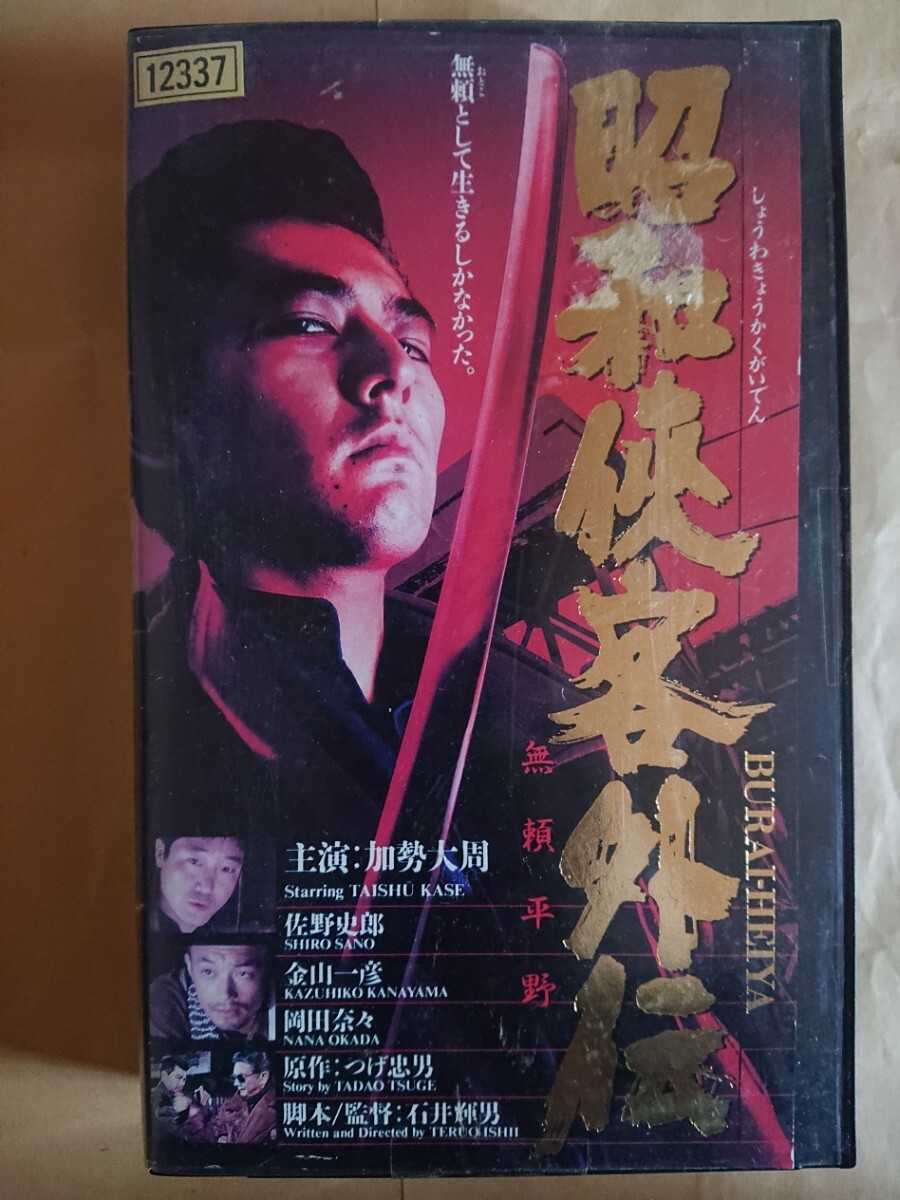 12337
無頼として生きるしかなかった。
おとこ
昭和侠客外伝
しょうわきょうかくがいてん
無頼平野
BURAI-HEIYA
主演:加勢大周
Starring TAISHŪ KASE
佐野史郎
SHIRO SANO
金山一彦
KAZUHIKO KANAYAMA
岡田奈々
NANA OKADA
原作:つげ忠男
Story by TADAO TSUGE
脚本/監督:石井輝男
Written and Directed by TERUO ISHII